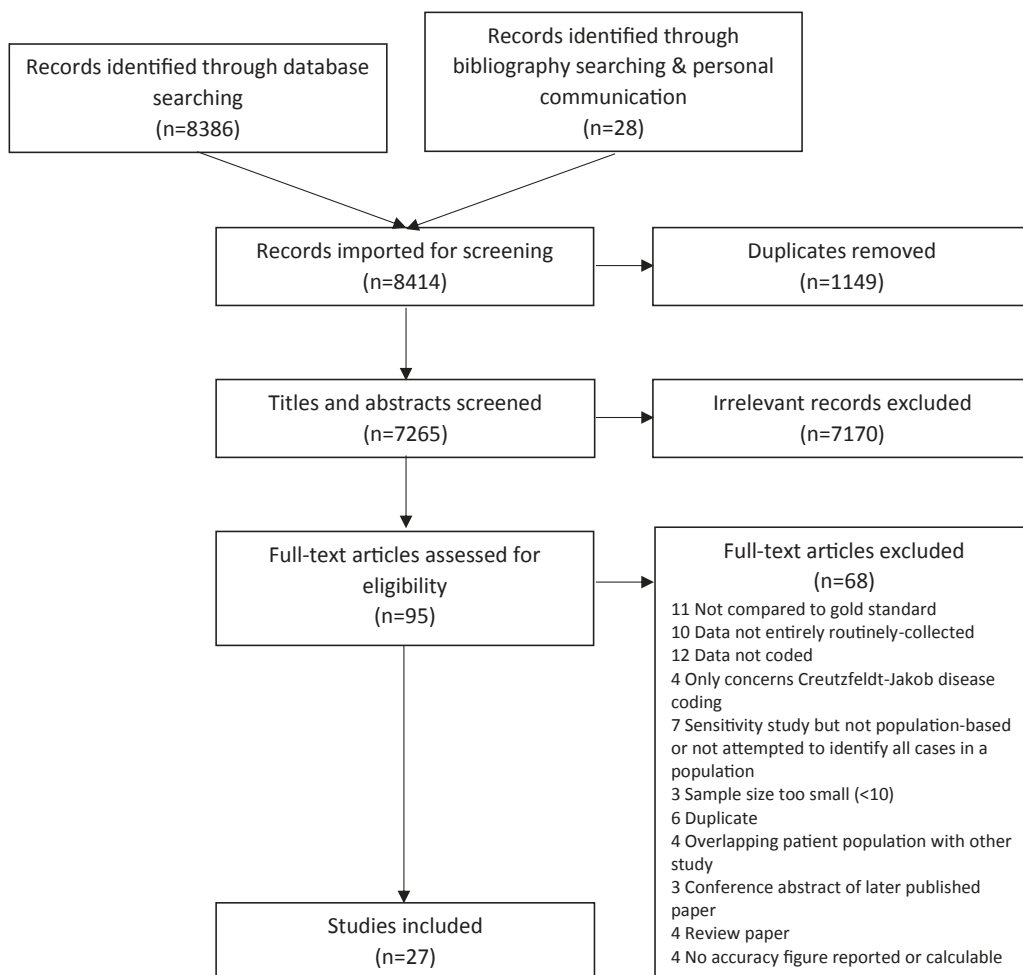 Records identified through database
searching
(n=8386)
Records identified through
bibliography searching & personal
communication
(n=28)
Records imported for screening
(n=8414)
Duplicates removed
(n=1149)
Titles and abstracts screened
(n=7265)
Irrelevant records excluded
(n=7170)
Full-text articles assessed for
eligibility
(n=95)
Full-text articles excluded
(n=68)
11 Not compared to gold standard
10 Data not entirely routinely-collected
12 Data not coded
4 Only concerns Creutzfeldt-Jakob disease
coding
7 Sensitivity study but not population-based
or not attempted to identify all cases in a
population
3 Sample size too small (<10)
6 Duplicate
4 Overlapping patient population with other
study
3 Conference abstract of later published
paper
4 Review paper
4 No accuracy figure reported or calculable
Studies included
(n=27)